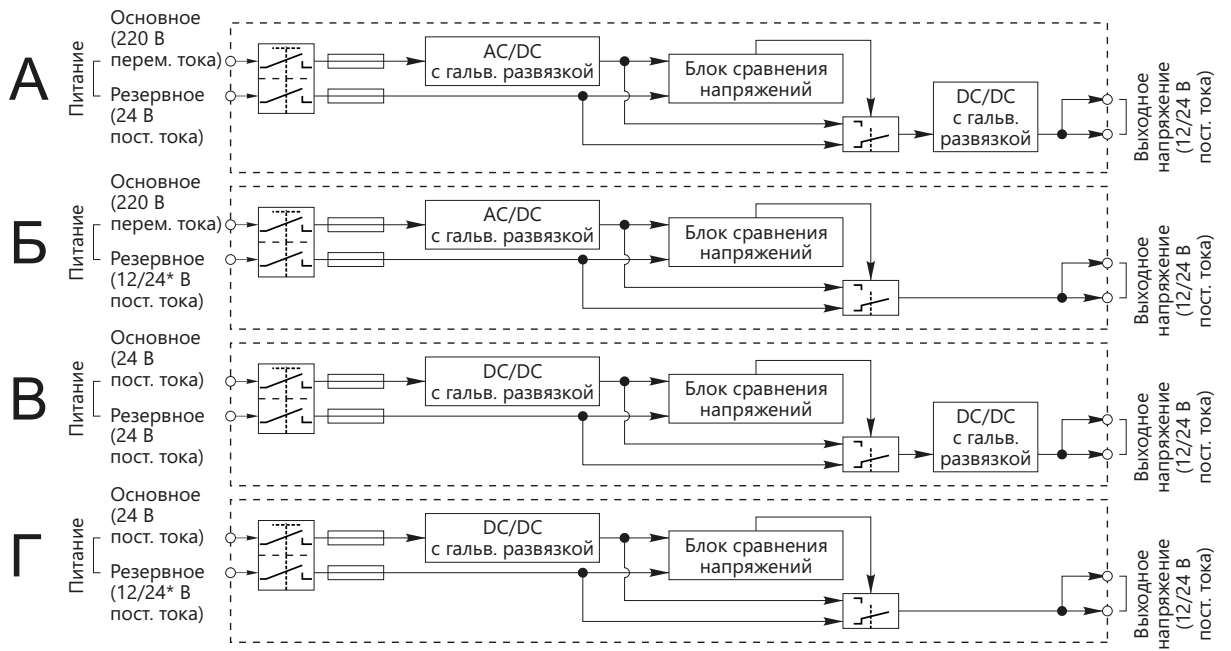 А
Питание
Основное
(220 В
перем. тока)
Резервное
(24 В
пост. тока)
AC/DC
с гальв. развязкой
Блок сравнения
напряжений
DC/DC
с гальв.
развязкой
Выходное
напряжение
(12/24 В
пост. тока)
Б
Питание
Основное
(220 В
перем. тока)
Резервное
(12/24* В
пост. тока)
AC/DC
с гальв. развязкой
Блок сравнения
напряжений
Выходное
напряжение
(12/24 В
пост. тока)
В
Питание
Основное
(24 В
пост. тока)
Резервное
(24 В
пост. тока)
DC/DC
с гальв. развязкой
Блок сравнения
напряжений
DC/DC
с гальв.
развязкой
Выходное
напряжение
(12/24 В
пост. тока)
Г
Питание
Основное
(24 В
пост. тока)
Резервное
(12/24* В
пост. тока)
DC/DC
с гальв. развязкой
Блок сравнения
напряжений
Выходное
напряжение
(12/24 В
пост. тока)